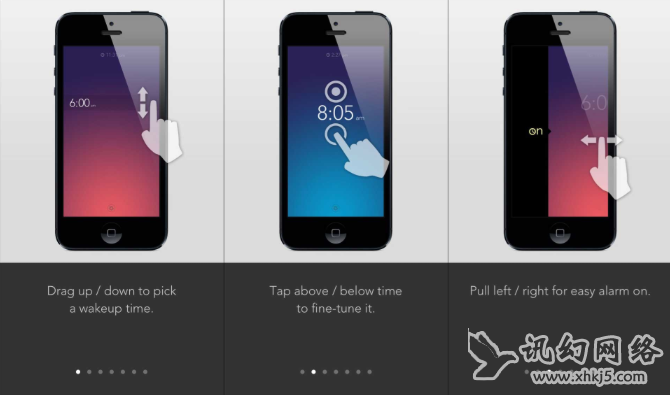 6:00 am
8:05 am
on
6:0
Drag up / down to pick
a wakeup time.
Tap above / below time
to fine-tune it.
Pull left / right for easy alarm on.
讯幻网络
www.xhkj5.com